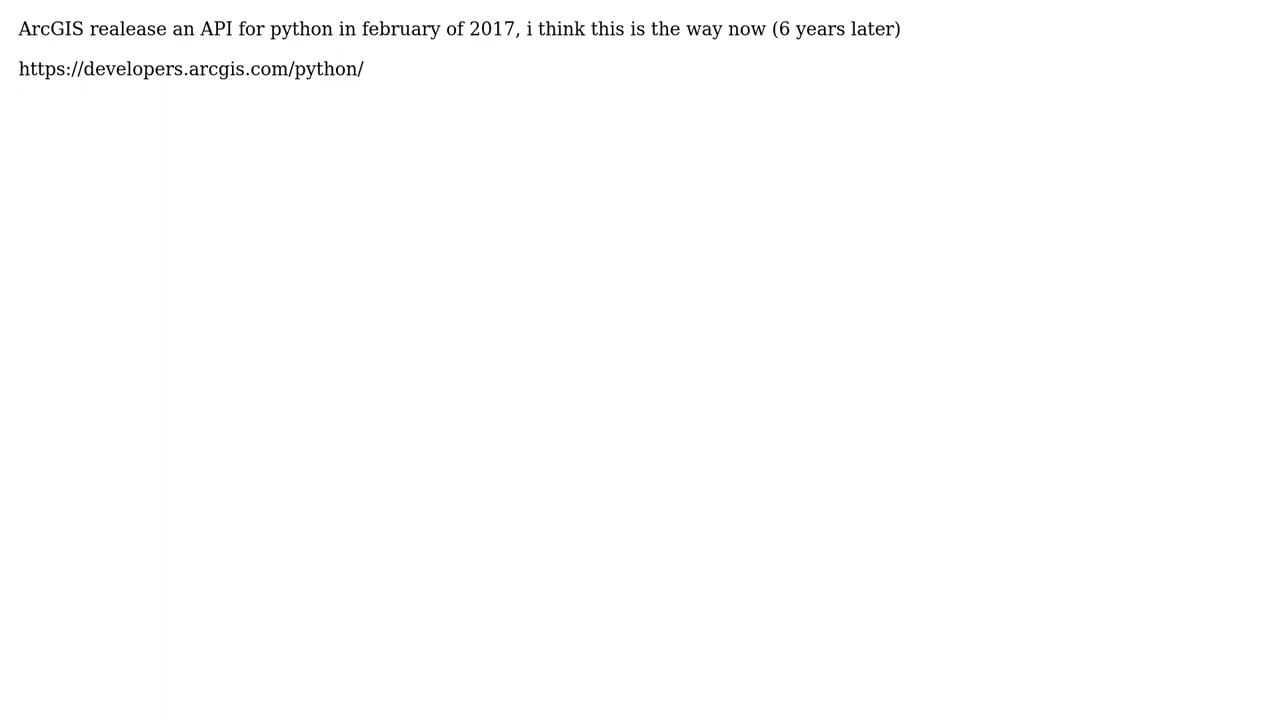 ArcGIS realease an API for python in february of 2017, i think this is the way now (6 years later)
https://developers.arcgis.com/python/